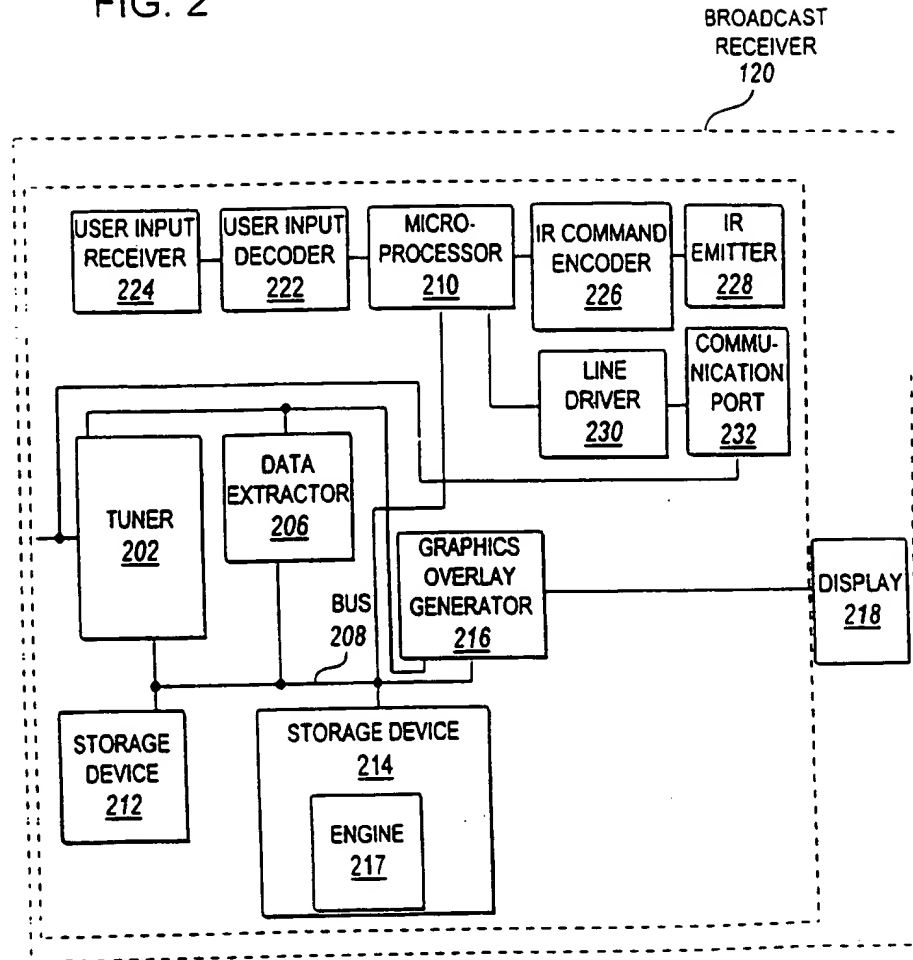 FIG. 2
BROADCAST
RECEIVER
120
USER INPUT
RECEIVER
224
USER INPUT
DECODER
222
MICRO-
PROCESSOR
210
IR COMMAND
ENCODER
226
IR
EMITTER
228
LINE
DRIVER
230
COMMU-
NICATION
PORT
232
TUNER
202
DATA
EXTRACTOR
206
GRAPHICS
OVERLAY
GENERATOR
216
DISPLAY
218
BUS
208
STORAGE
DEVICE
212
STORAGE DEVICE
214
ENGINE
217